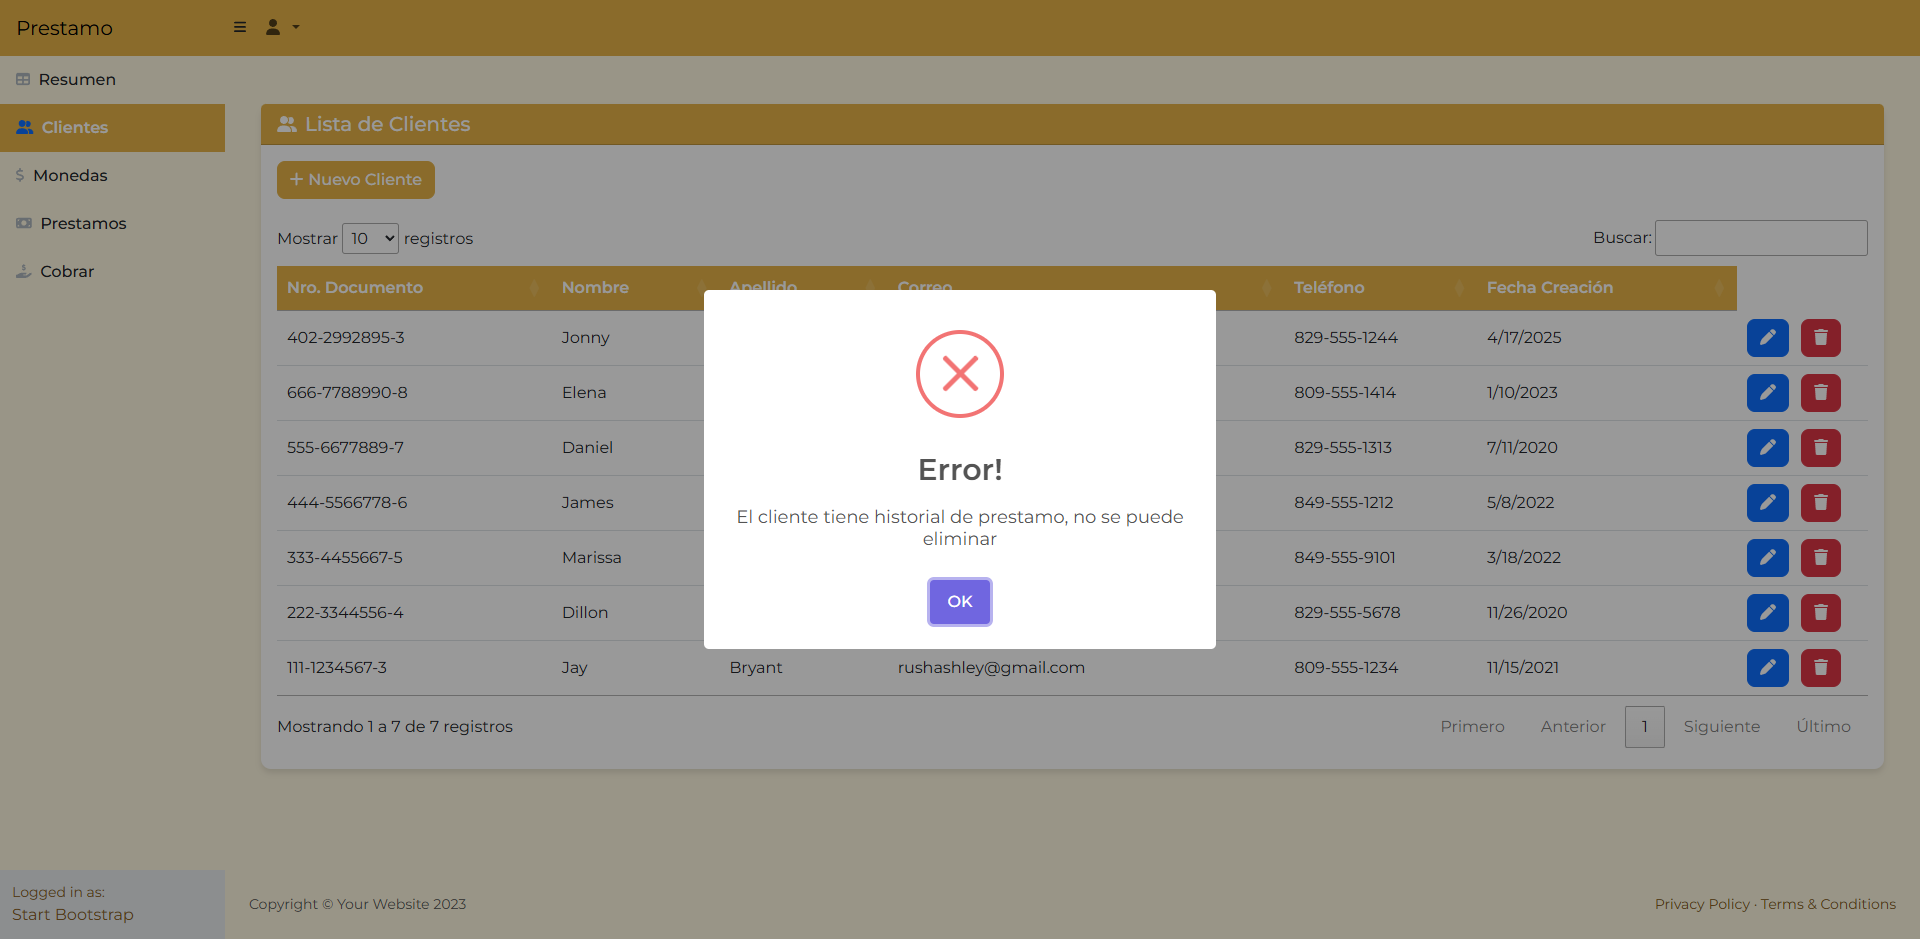 Prestamo
Resumen
Clientes
Monedas
Prestamos
Cobrar
Logged in as:
Start Bootstrap
Lista de Clientes
+ Nuevo Cliente
Mostrar 10 registros
Buscar:
Nro. Documento Nombre Apellido Correo Teléfono Fecha Creación
402-2992895-3 Jonny 829-555-1244 4/17/2025
666-7788990-8 Elena 809-555-1414 1/10/2023
555-6677889-7 Daniel 829-555-1313 7/11/2020
444-5566778-6 James 849-555-1212 5/8/2022
333-4455667-5 Marissa 849-555-9101 3/18/2022
222-3344556-4 Dillon 829-555-5678 11/26/2020
111-1234567-3 Jay Bryant rushashley@gmail.com 809-555-1234 11/15/2021
Mostrando 1 a 7 de 7 registros
Primero Anterior 1 Siguiente Último
Error!
El cliente tiene historial de prestamo, no se puede
eliminar
OK
Copyright © Your Website 2023
Privacy Policy · Terms & Conditions